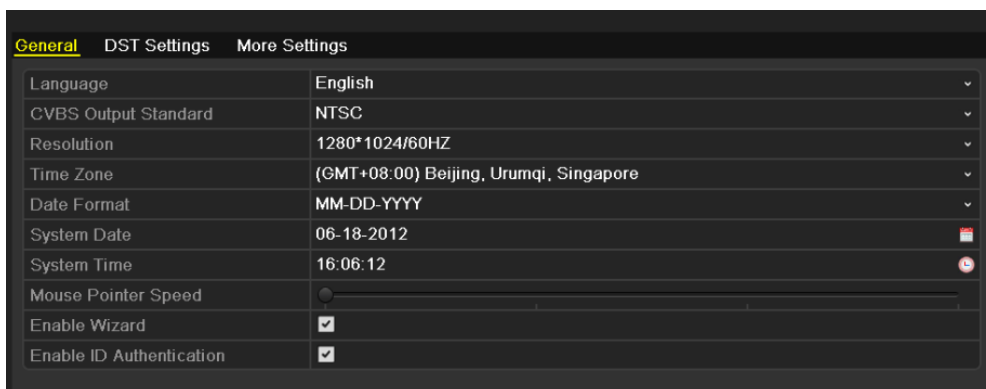 General DST Settings More Settings
Language English
CVBS Output Standard NTSC
Resolution 1280*1024/60HZ
Time Zone (GMT+08:00) Beijing, Urumqi, Singapore
Date Format MM-DD-YYYY
System Date 06-18-2012
System Time 16:06:12
Mouse Pointer Speed
Enable Wizard
Enable ID Authentication